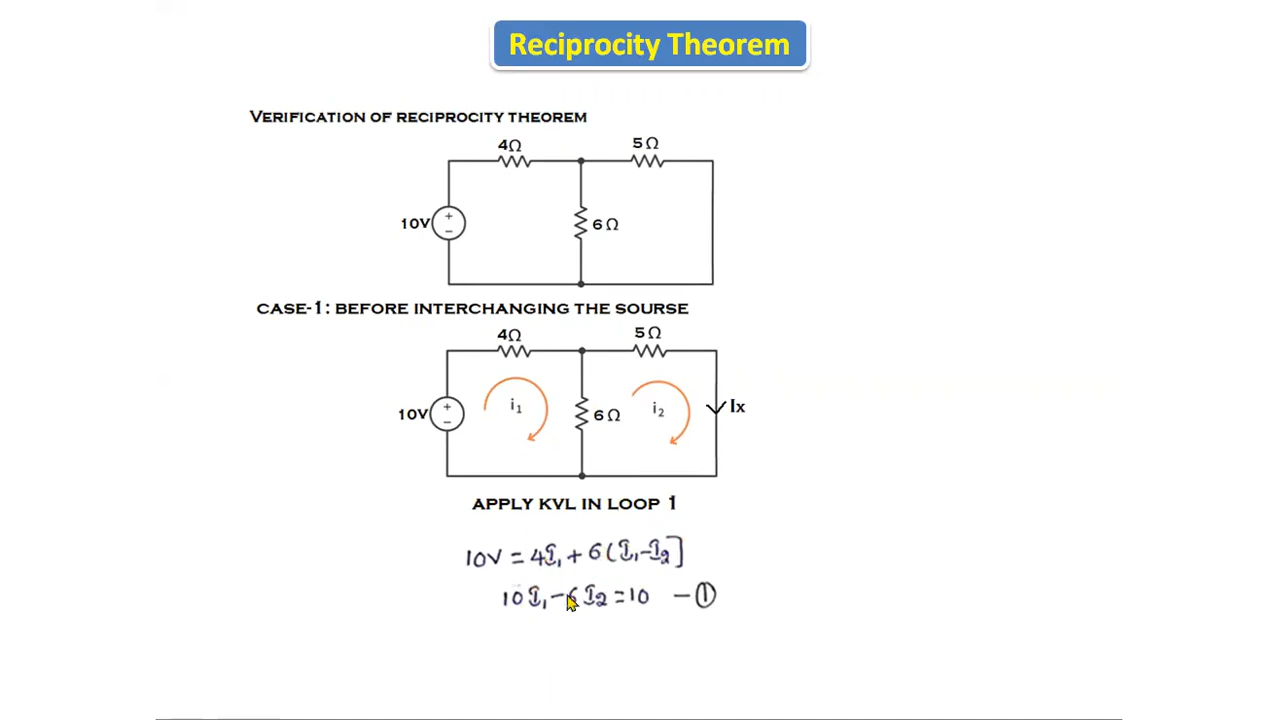 Reciprocity Theorem
VERIFICATION OF RECIPROCITY THEOREM
4Ω
5Ω
10V
+
−
6Ω
CASE-1: BEFORE INTERCHANGING THE SOURSE
4Ω
5Ω
10V
+
−
i₁
6Ω
i₂
Ix
APPLY KVL IN LOOP 1
10V = 4I₁ + 6(I₁-I₂]
10I₁ - 6I₂ = 10 - ①